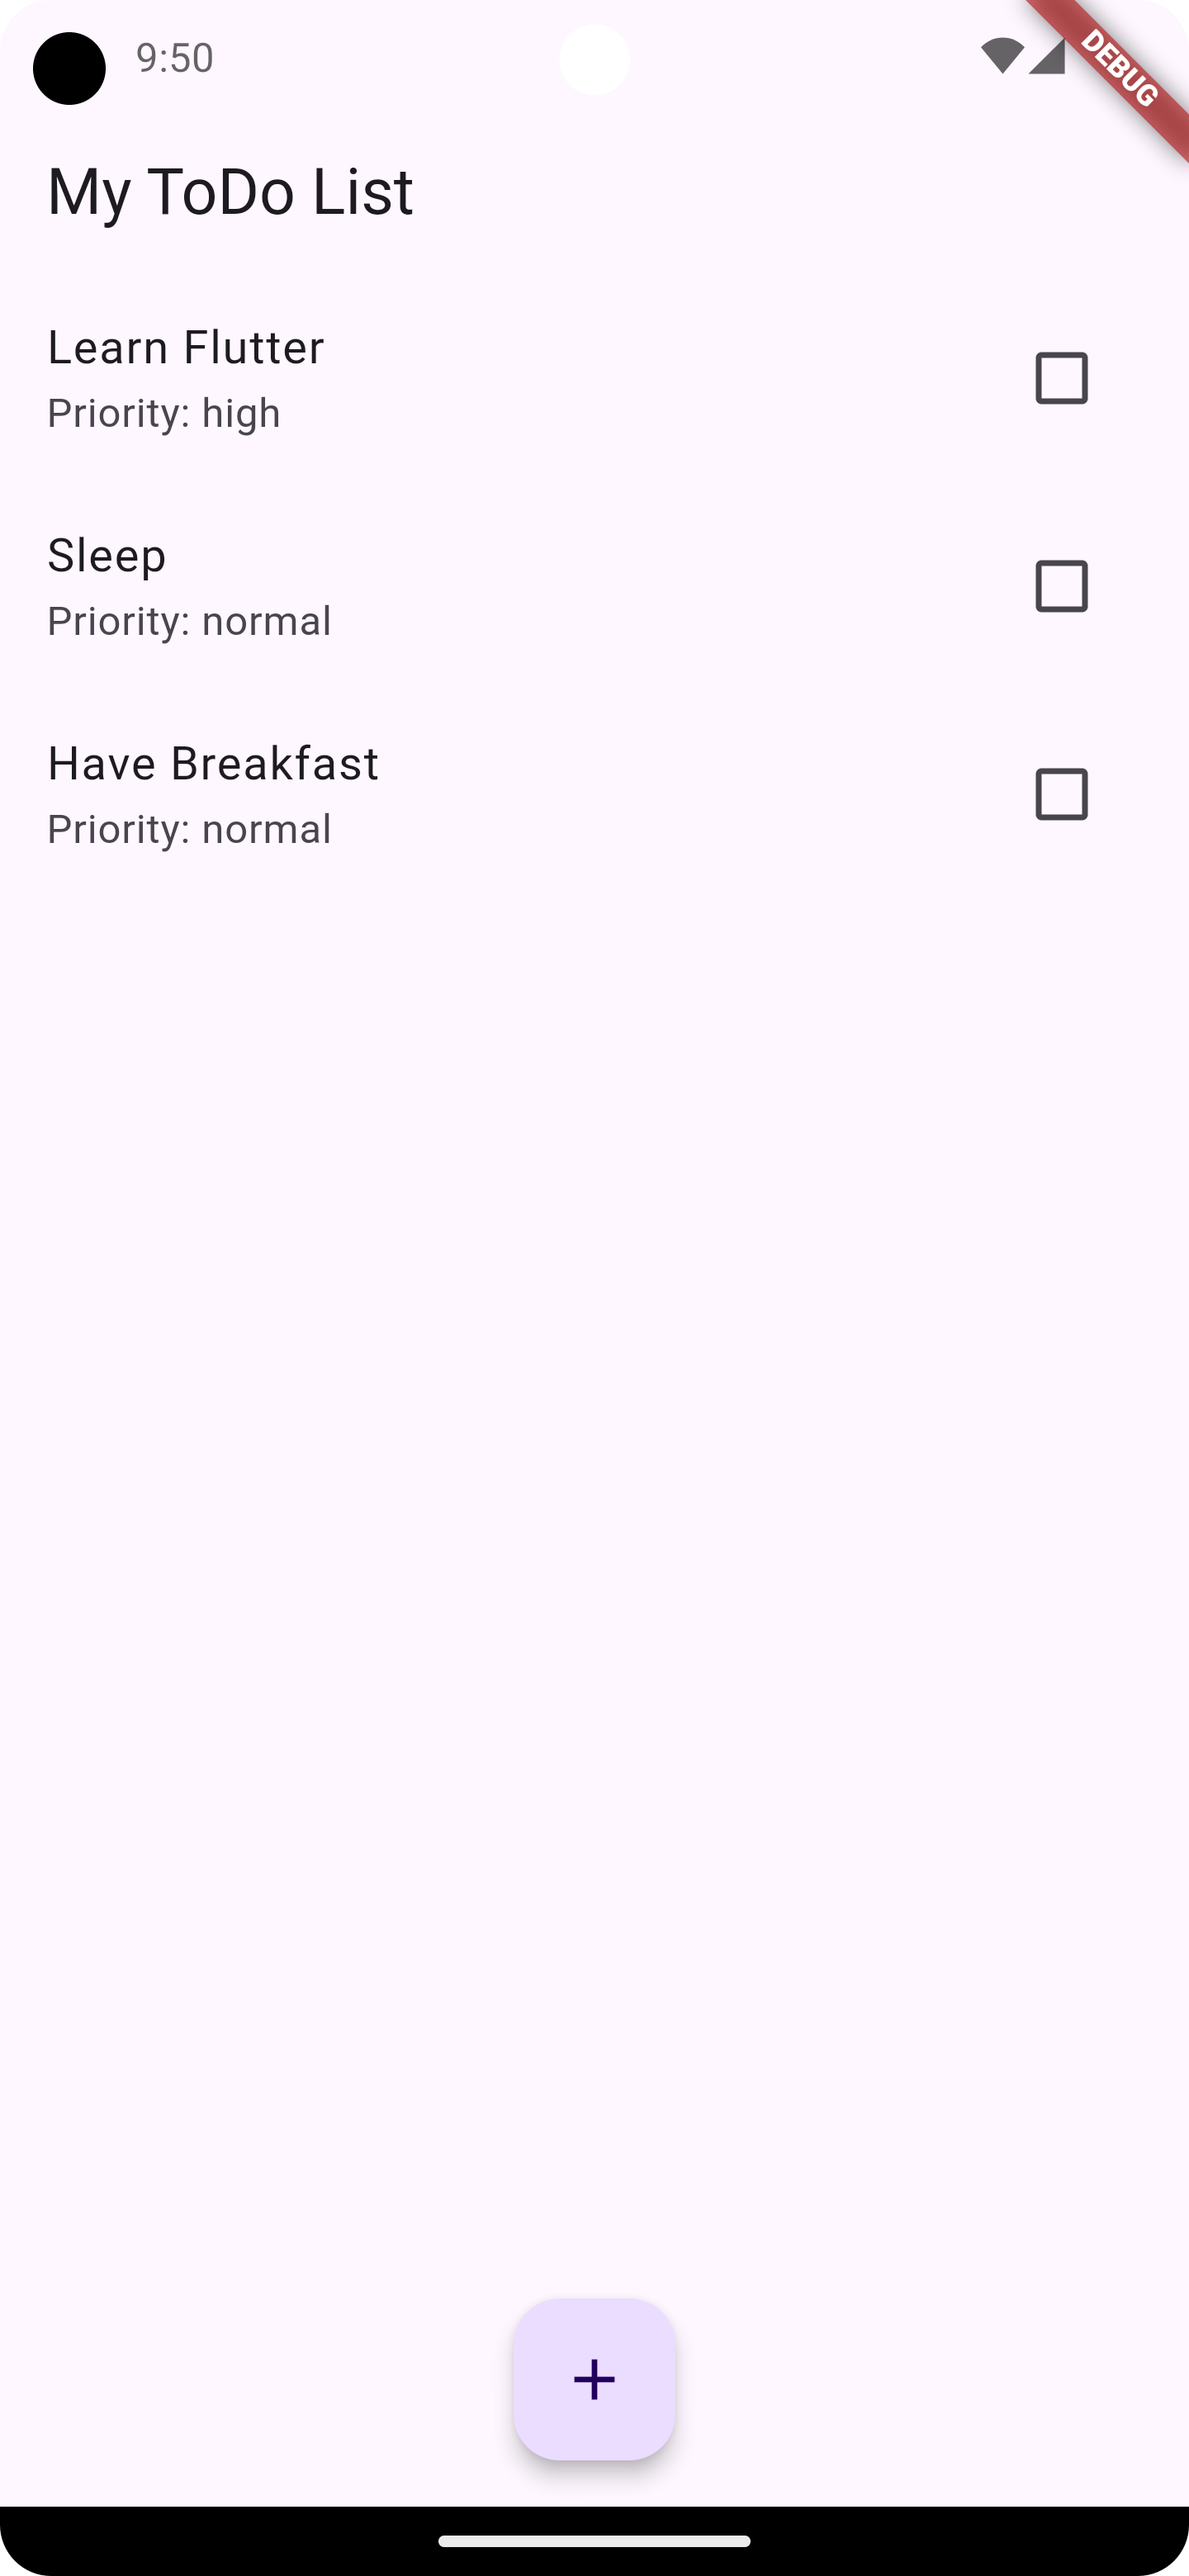 9:50
DEBUG
My ToDo List
Learn Flutter
Priority: high
Sleep
Priority: normal
Have Breakfast
Priority: normal